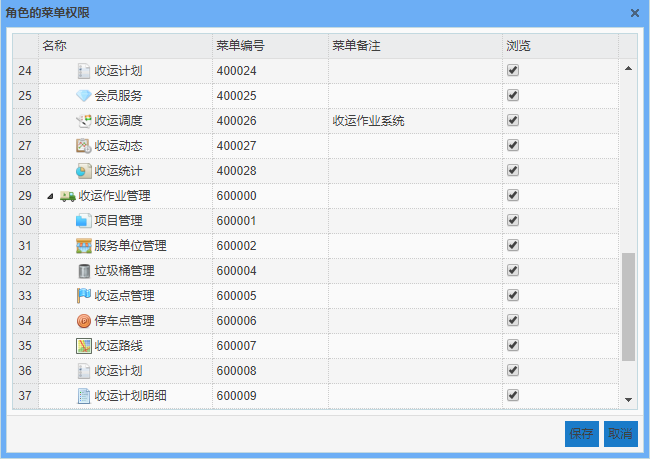 角色的菜单权限
名称 菜单编号 菜单备注 浏览
24 收运计划 400024
25 会员服务 400025
26 收运调度 400026 收运作业系统
27 收运动态 400027
28 收运统计 400028
29 收运作业管理 600000
30 项目管理 600001
31 服务单位管理 600002
32 垃圾桶管理 600004
33 收运点管理 600005
34 停车点管理 600006
35 收运路线 600007
36 收运计划 600008
37 收运计划明细 600009
保存 取消